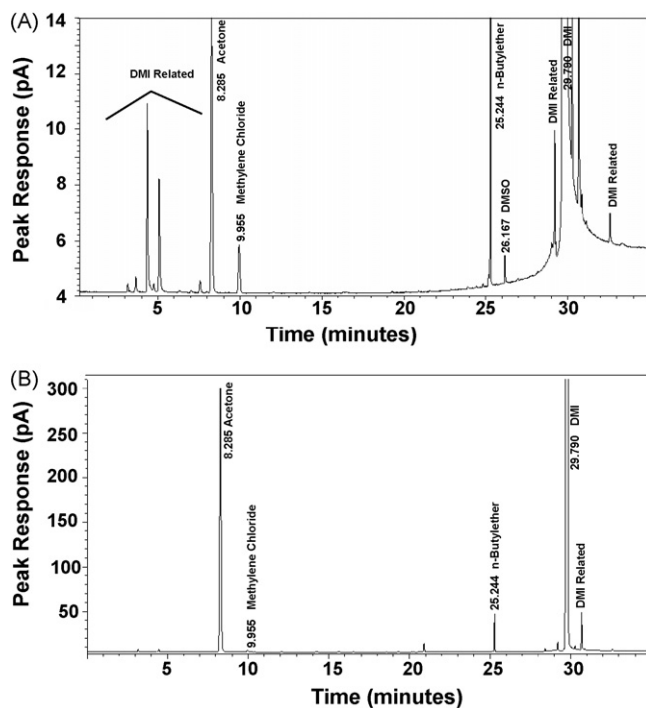 (A)
14
12
10
8
6
4
Peak Response (pA)
DMI Related
8.285 Acetone
9.955 Methylene Chloride
25.244 n-Butylether
26.167 DMSO
DMI Related
29.790 DMI
DMI Related
5
10
15
20
25
30
Time (minutes)
(B)
300
250
200
150
100
50
Peak Response (pA)
8.285 Acetone
9.955 Methylene Chloride
25.244 n-Butylether
29.790 DMI
DMI Related
5
10
15
20
25
30
Time (minutes)